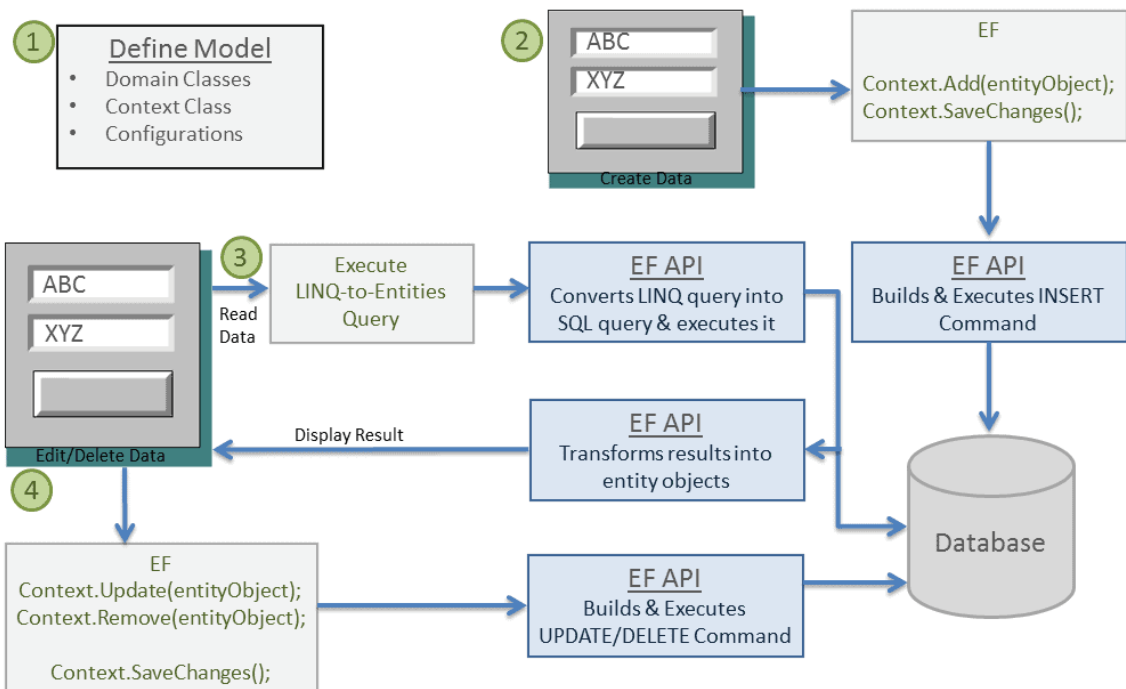 1
Define Model
• Domain Classes
• Context Class
• Configurations
2
ABC
XYZ
Create Data
EF
Context.Add(entityObject);
Context.SaveChanges();
ABC
XYZ
Edit/Delete Data
3
Read
Data
Execute
LINQ-to-Entities
Query
EF API
Converts LINQ query into
SQL query & executes it
EF API
Builds & Executes INSERT
Command
Display Result
EF API
Transforms results into
entity objects
Database
4
EF
Context.Update(entityObject);
Context.Remove(entityObject);
Context.SaveChanges();
EF API
Builds & Executes
UPDATE/DELETE Command